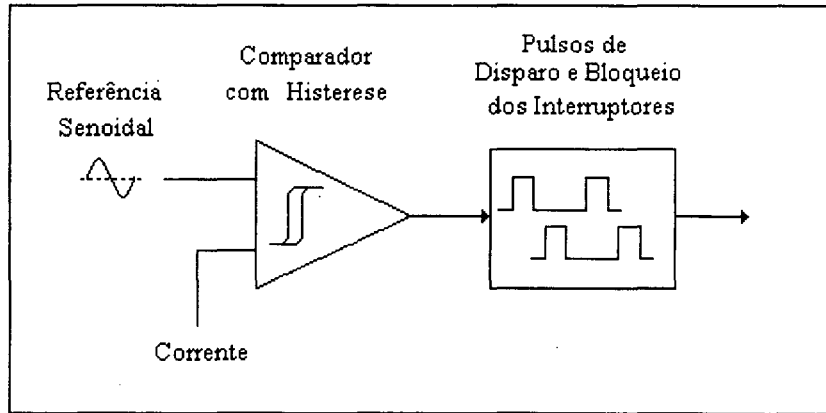 Referência
Senoidal
Comparador
com Histerese
Pulsos de
Disparo e Bloqueio
dos Interruptores
Corrente